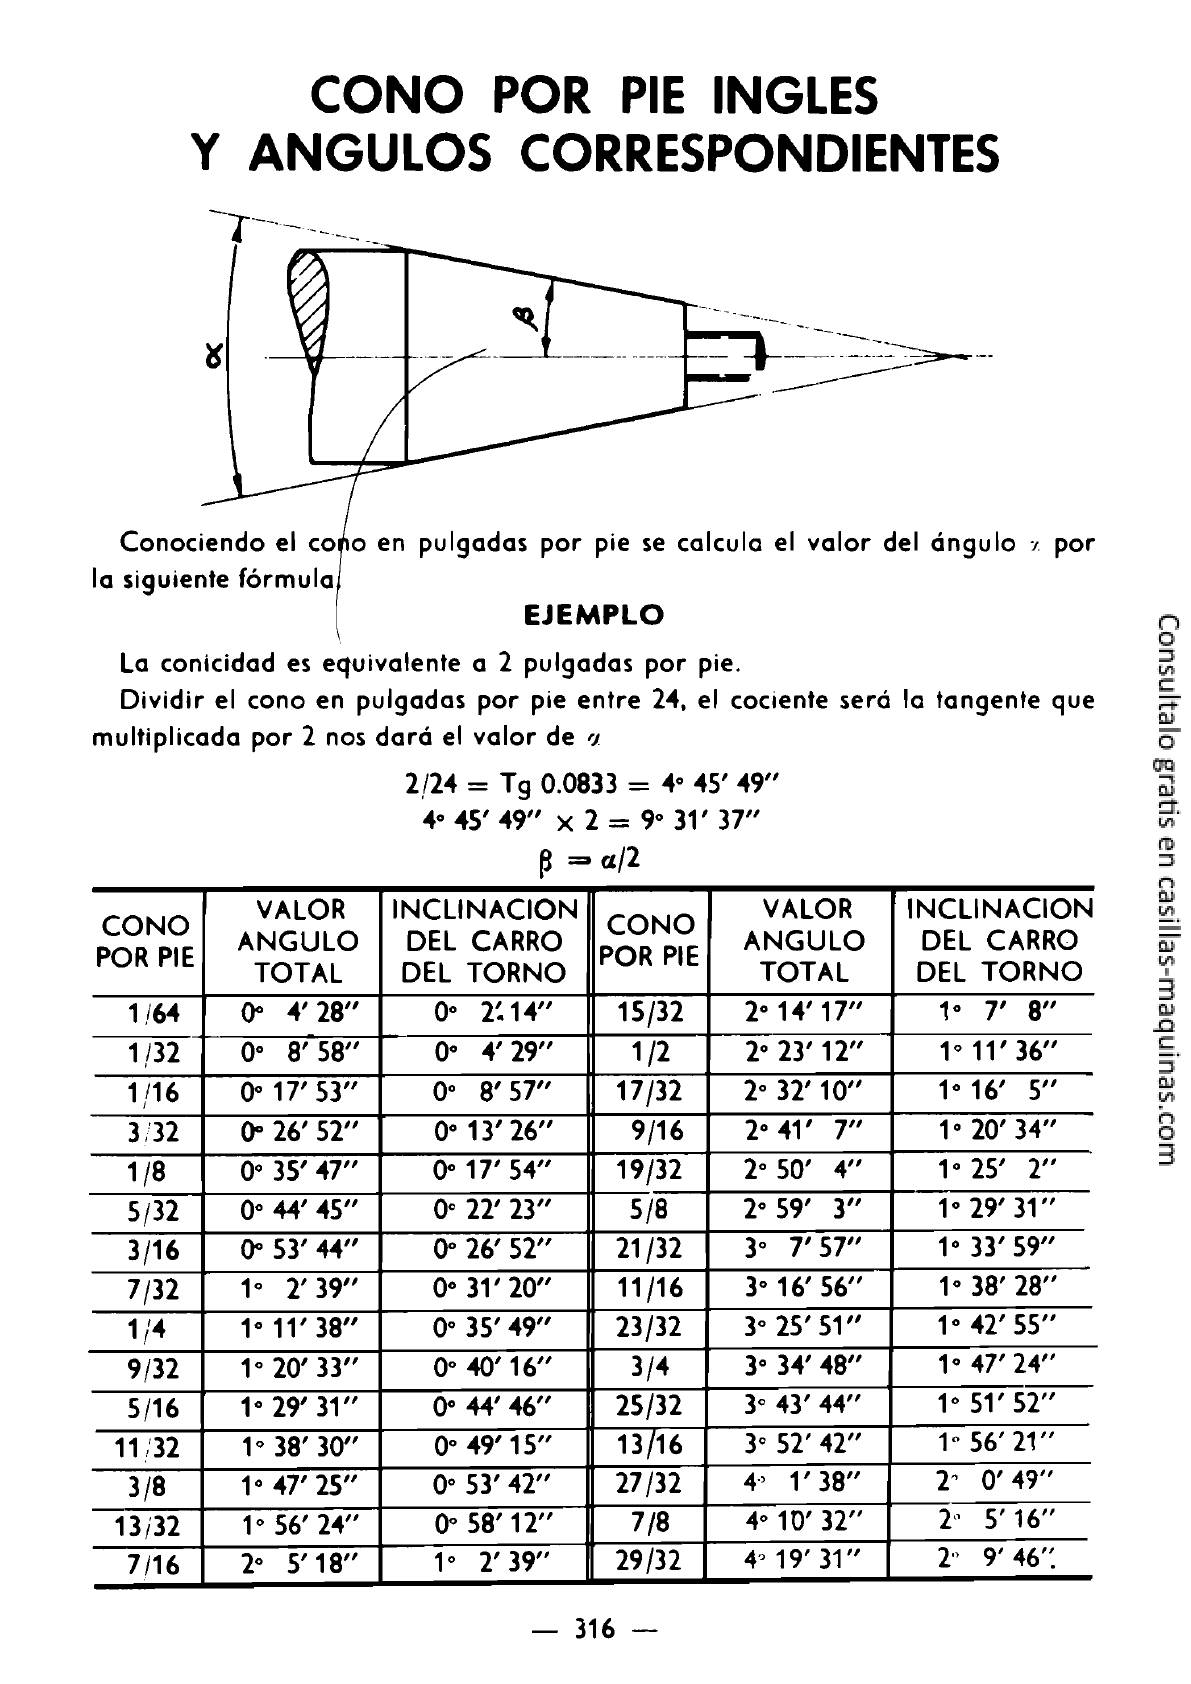 CONO POR PIE INGLES
Y ANGULOS CORRESPONDIENTES
α
β
Conociendo el cono en pulgadas por pie se calcula el valor del ángulo α por
la siguiente fórmula
EJEMPLO
La conicidad es equivalente a 2 pulgadas por pie.
Dividir el cono en pulgadas por pie entre 24, el cociente será la tangente que
multiplicada por 2 nos dará el valor de α
2/24 = Tg 0.0833 = 4° 45′ 49″
4° 45′ 49″ x 2 = 9° 31′ 37″
β = α/2
CONO POR PIE | VALOR ANGULO TOTAL | INCLINACION DEL CARRO DEL TORNO | CONO POR PIE | VALOR ANGULO TOTAL | INCLINACION DEL CARRO DEL TORNO
1/64 | 0° 4′ 28″ | 0° 2′ 14″ | 15/32 | 2° 14′ 17″ | 1° 7′ 8″
1/32 | 0° 8′ 58″ | 0° 4′ 29″ | 1/2 | 2° 23′ 12″ | 1° 11′ 36″
1/16 | 0° 17′ 53″ | 0° 8′ 57″ | 17/32 | 2° 32′ 10″ | 1° 16′ 5″
3/32 | 0° 26′ 52″ | 0° 13′ 26″ | 9/16 | 2° 41′ 7″ | 1° 20′ 34″
1/8 | 0° 35′ 47″ | 0° 17′ 54″ | 19/32 | 2° 50′ 4″ | 1° 25′ 2″
5/32 | 0° 44′ 45″ | 0° 22′ 23″ | 5/8 | 2° 59′ 3″ | 1° 29′ 31″
3/16 | 0° 53′ 44″ | 0° 26′ 52″ | 21/32 | 3° 7′ 57″ | 1° 33′ 59″
7/32 | 1° 2′ 39″ | 0° 31′ 20″ | 11/16 | 3° 16′ 56″ | 1° 38′ 28″
1/4 | 1° 11′ 38″ | 0° 35′ 49″ | 23/32 | 3° 25′ 51″ | 1° 42′ 55″
9/32 | 1° 20′ 33″ | 0° 40′ 16″ | 3/4 | 3° 34′ 48″ | 1° 47′ 24″
5/16 | 1° 29′ 31″ | 0° 44′ 46″ | 25/32 | 3° 43′ 44″ | 1° 51′ 52″
11/32 | 1° 38′ 30″ | 0° 49′ 15″ | 13/16 | 3° 52′ 42″ | 1° 56′ 21″
3/8 | 1° 47′ 25″ | 0° 53′ 42″ | 27/32 | 4° 1′ 38″ | 2° 0′ 49″
13/32 | 1° 56′ 24″ | 0° 58′ 12″ | 7/8 | 4° 10′ 32″ | 2° 5′ 16″
7/16 | 2° 5′ 18″ | 1° 2′ 39″ | 29/32 | 4° 19′ 31″ | 2° 9′ 46″
— 316 —
Consultalo gratis en casillas-maquinas.com